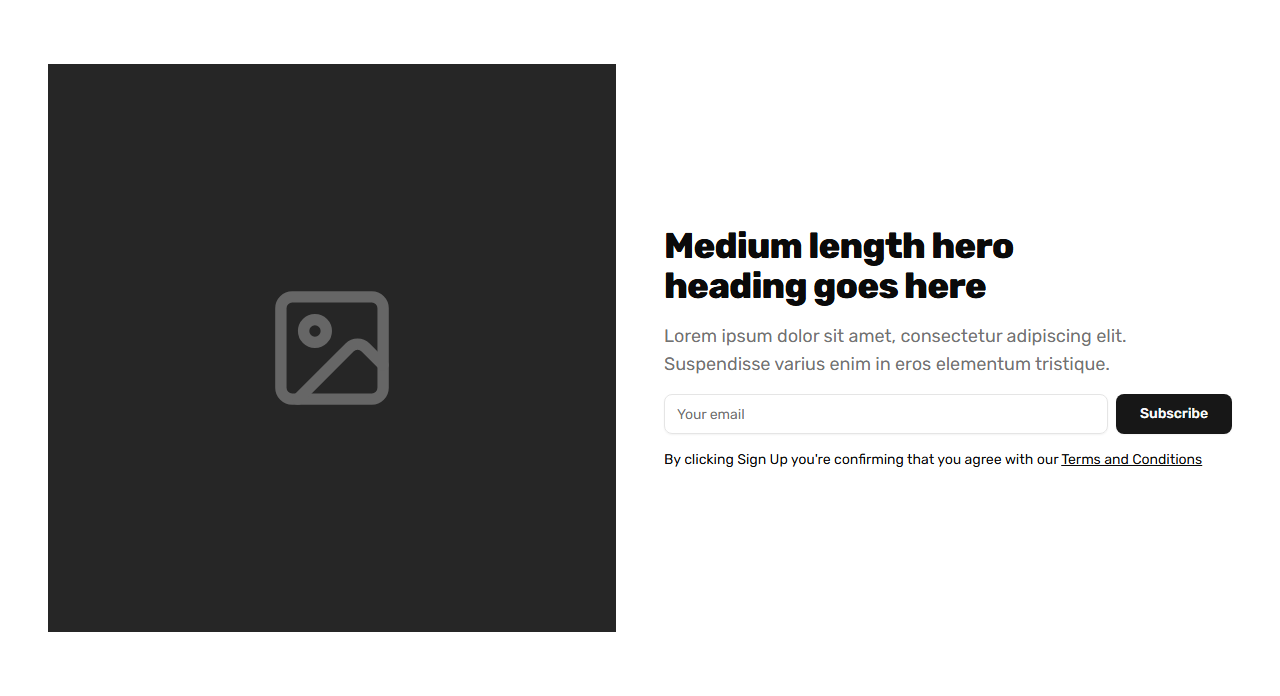 Medium length hero
heading goes here
Lorem ipsum dolor sit amet, consectetur adipiscing elit.
Suspendisse varius enim in eros elementum tristique.
Your email
Subscribe
By clicking Sign Up you're confirming that you agree with our Terms and Conditions